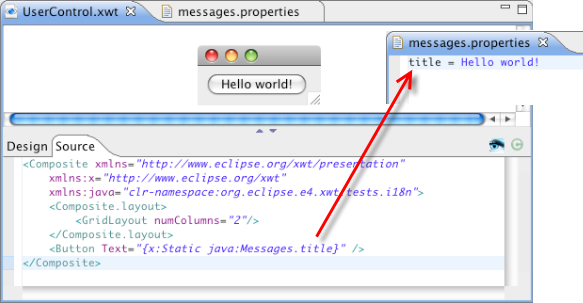 UserControl.xwt
messages.properties
messages.properties
title = Hello world!
Hello world!
Design
Source
<Composite xmlns="http://www.eclipse.org/xwt/presentation"
xmlns:x="http://www.eclipse.org/xwt"
xmlns:java="clr-namespace:org.eclipse.e4.xwt.tests.i18n">
<Composite.layout>
<GridLayout numColumns="2"/>
</Composite.layout>
<Button Text="{x:Static java:Messages.title}" />
</Composite>